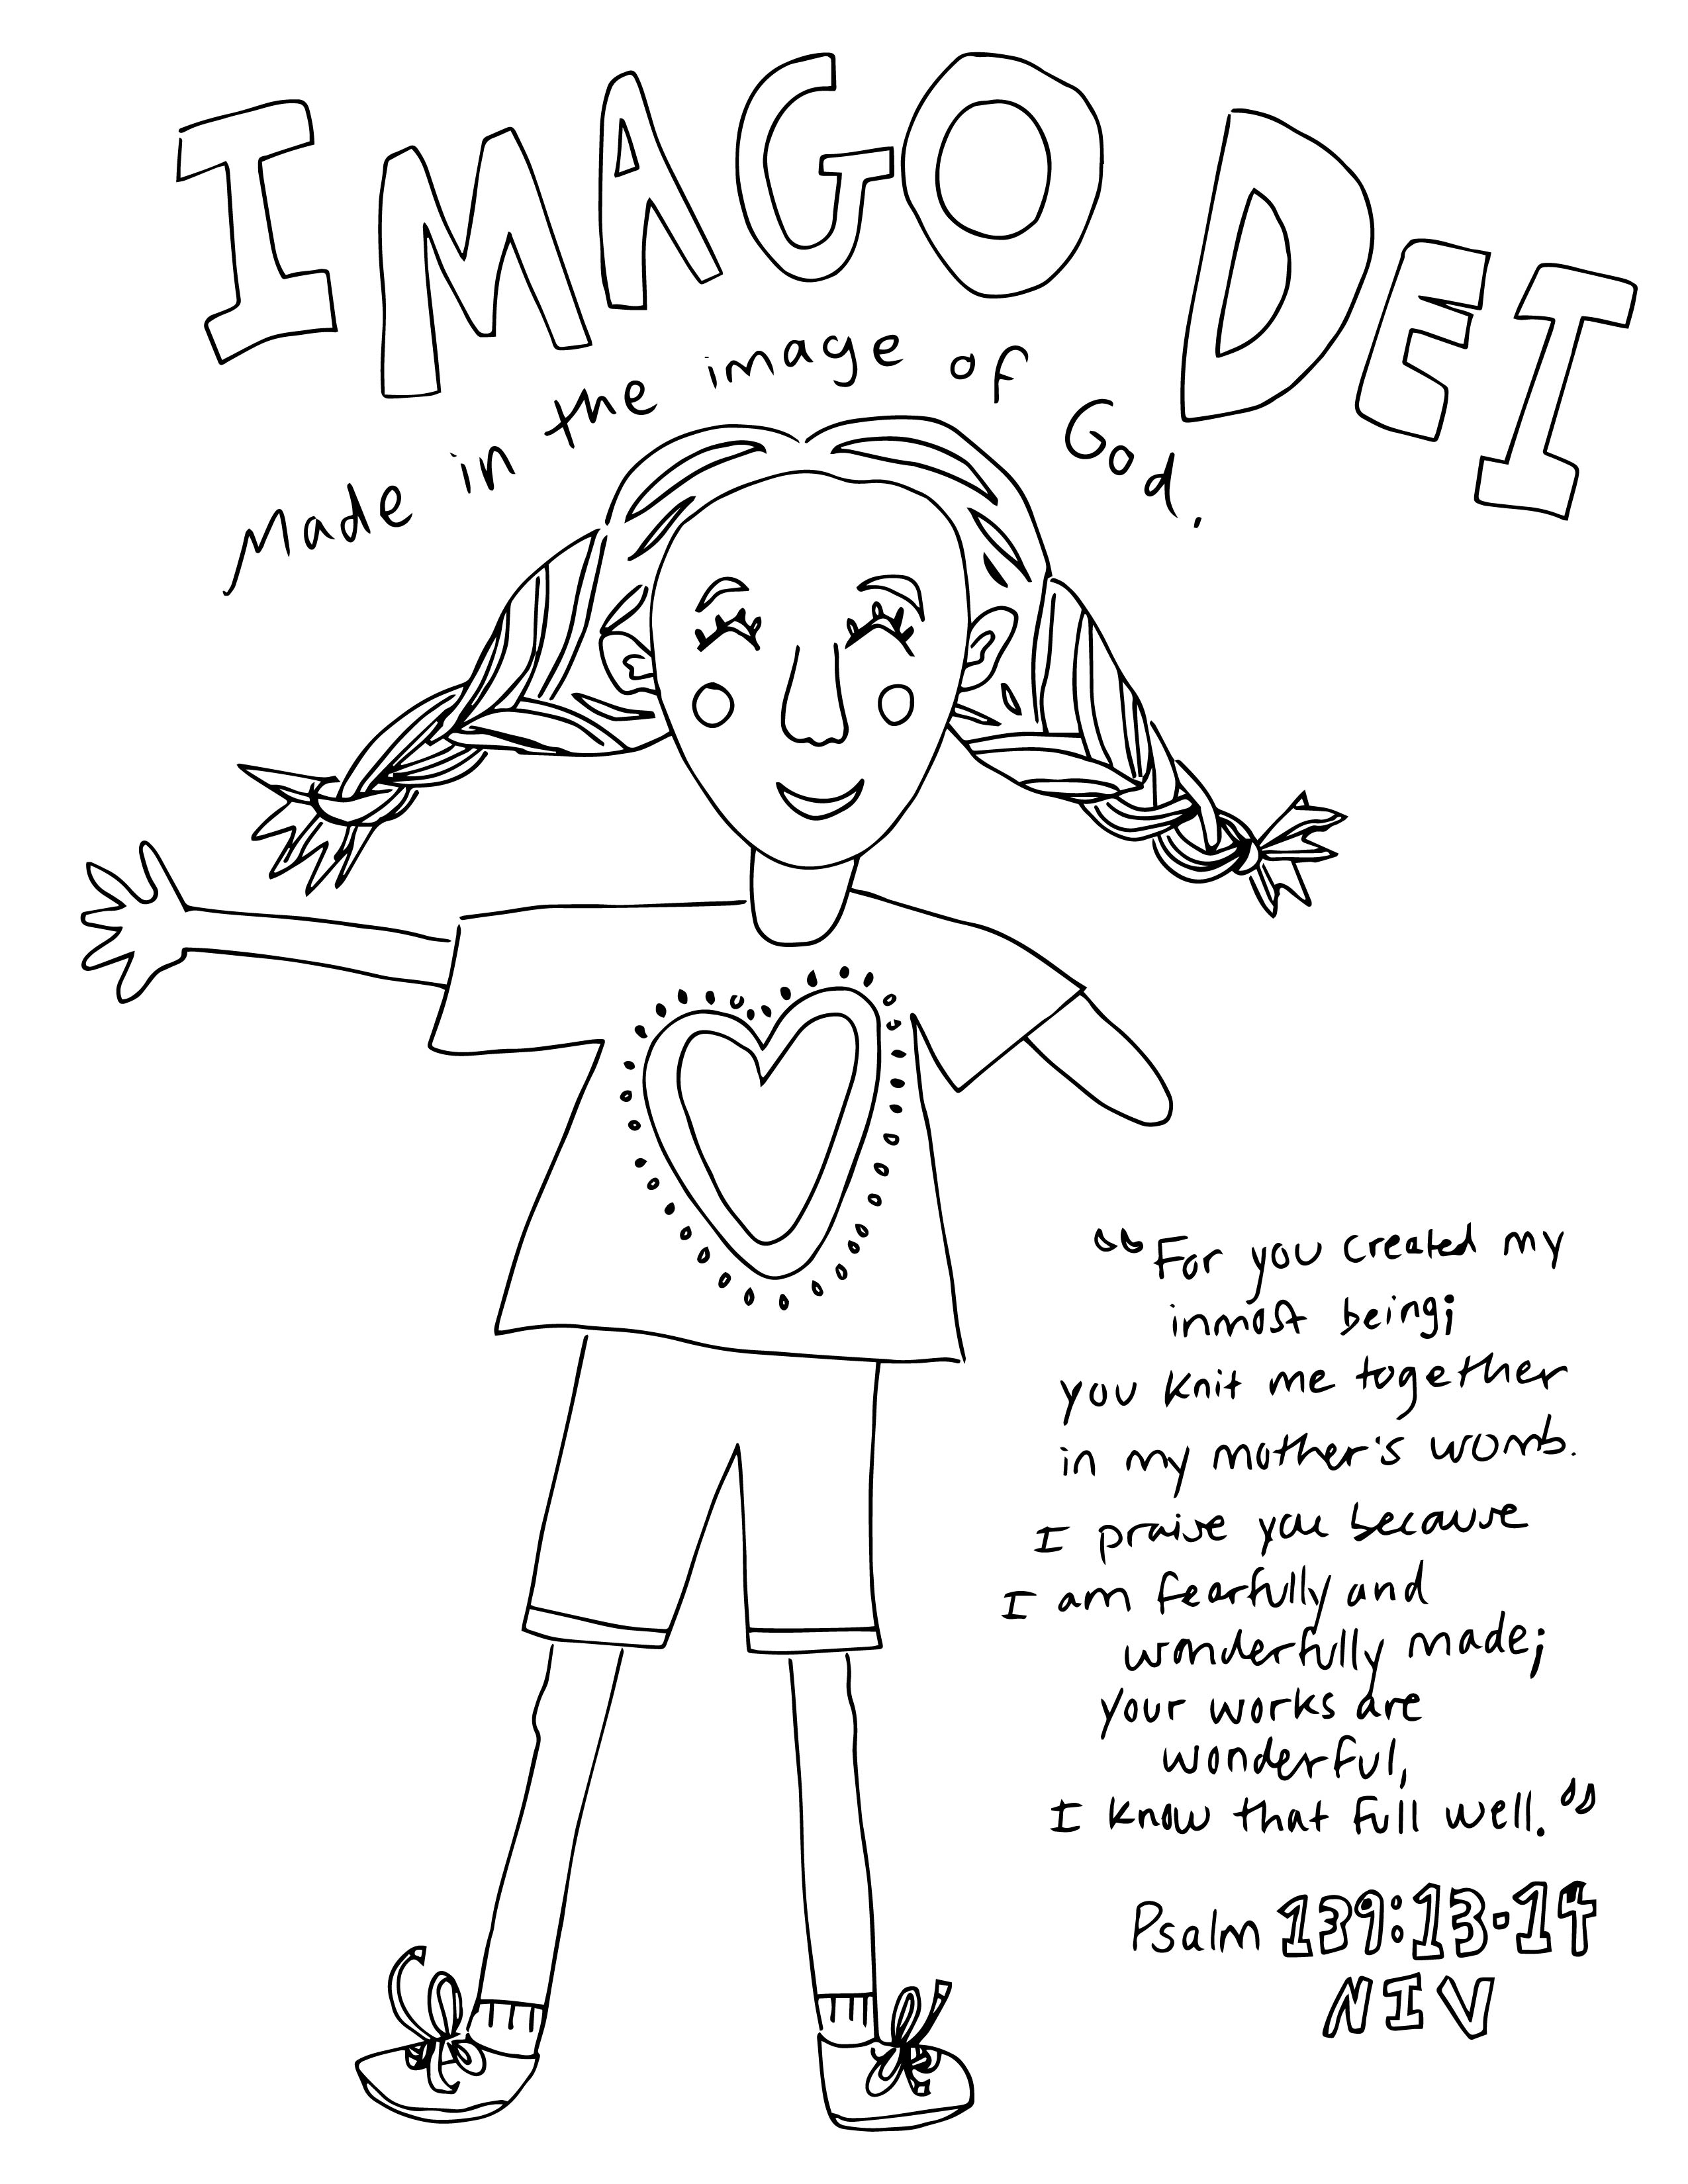 IMAGO DEI
Made in the image of God.
“For you created my
inmost being;
you knit me together
in my mother's womb.
I praise you because
I am fearfully and
wonderfully made;
your works are
wonderful,
I know that full well.”
Psalm 139:13-14
NIV